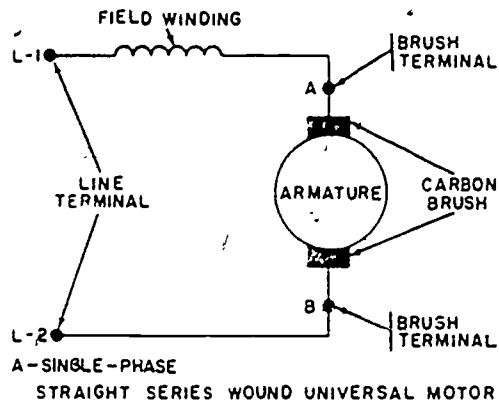 FIELD WINDING
L-1
BRUSH
TERMINAL
A
LINE
TERMINAL
ARMATURE
CARBON
BRUSH
B
BRUSH
TERMINAL
L-2
A-SINGLE-PHASE
STRAIGHT SERIES WOUND UNIVERSAL MOTOR